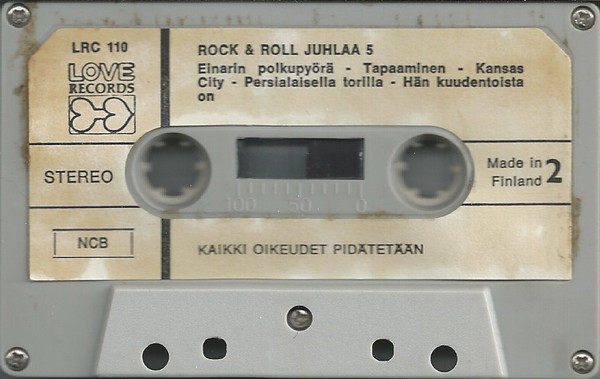 LRC 110
LOVE
RECORDS
ROCK & ROLL JUHLAA 5
Einarin polkupyörä - Tapaaminen - Kansas
City - Persialaisella torilla - Hän kuudentoista
on
STEREO
100 . 50 . 0
Made in
Finland
2
NCB
KAIKKI OIKEUDET PIDÄTETÄÄN